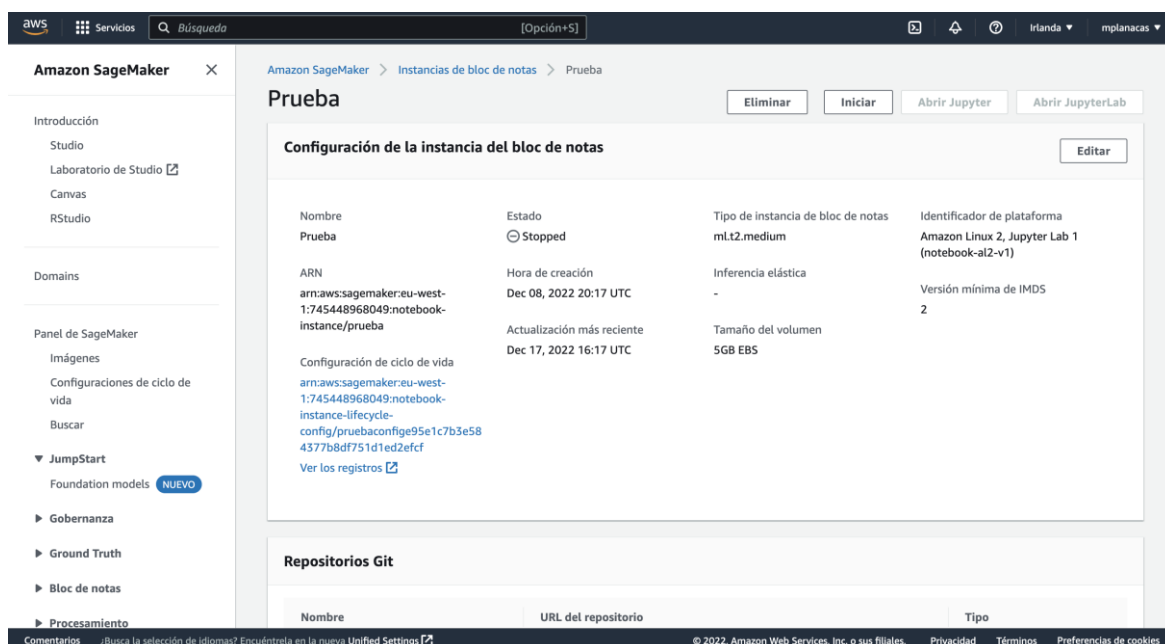 aws
Servicios
Búsqueda
[Opción+S]
Irlanda ▼
mplanacas ▼
Amazon SageMaker
Introducción
Studio
Laboratorio de Studio
Canvas
RStudio
Domains
Panel de SageMaker
Imágenes
Configuraciones de ciclo de
vida
Buscar
▼ JumpStart
Foundation models NUEVO
▶ Gobernanza
▶ Ground Truth
▶ Bloc de notas
▶ Procesamiento
Amazon SageMaker > Instancias de bloc de notas > Prueba
Prueba
Eliminar
Iniciar
Abrir Jupyter
Abrir JupyterLab
Configuración de la instancia del bloc de notas
Editar
Nombre
Prueba
ARN
arn:aws:sagemaker:eu-west-
1:745448968049:notebook-
instance/prueba
Configuración de ciclo de vida
arn:aws:sagemaker:eu-west-
1:745448968049:notebook-
instance-lifecycle-
config/pruebaconfige95e1c7b3e58
4377b8df751d1ed2efcf
Ver los registros
Estado
Stopped
Hora de creación
Dec 08, 2022 20:17 UTC
Actualización más reciente
Dec 17, 2022 16:17 UTC
Tipo de instancia de bloc de notas
ml.t2.medium
Inferencia elástica
-
Tamaño del volumen
5GB EBS
Identificador de plataforma
Amazon Linux 2, Jupyter Lab 1
(notebook-al2-v1)
Versión mínima de IMDS
2
Repositorios Git
Nombre
URL del repositorio
Tipo
Comentarios
¿Busca la selección de idiomas? Encuéntrela en la nueva Unified Settings
© 2022, Amazon Web Services, Inc. o sus filiales.
Privacidad
Términos
Preferencias de cookies